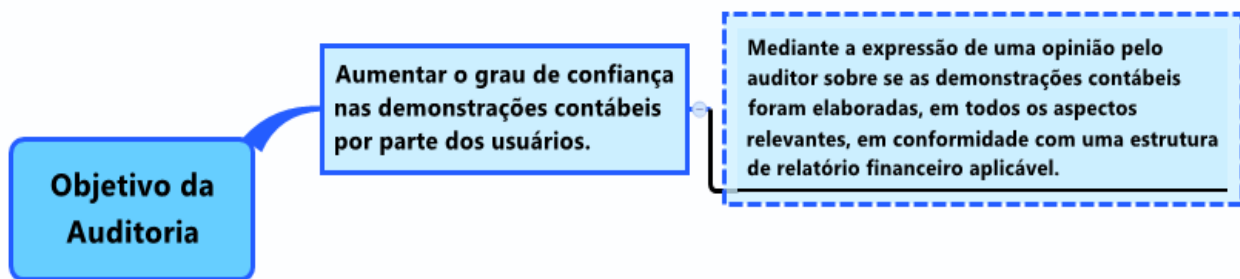 Objetivo da
Auditoria
Aumentar o grau de confiança
nas demonstrações contábeis
por parte dos usuários.
Mediante a expressão de uma opinião pelo
auditor sobre se as demonstrações contábeis
foram elaboradas, em todos os aspectos
relevantes, em conformidade com uma estrutura
de relatório financeiro aplicável.